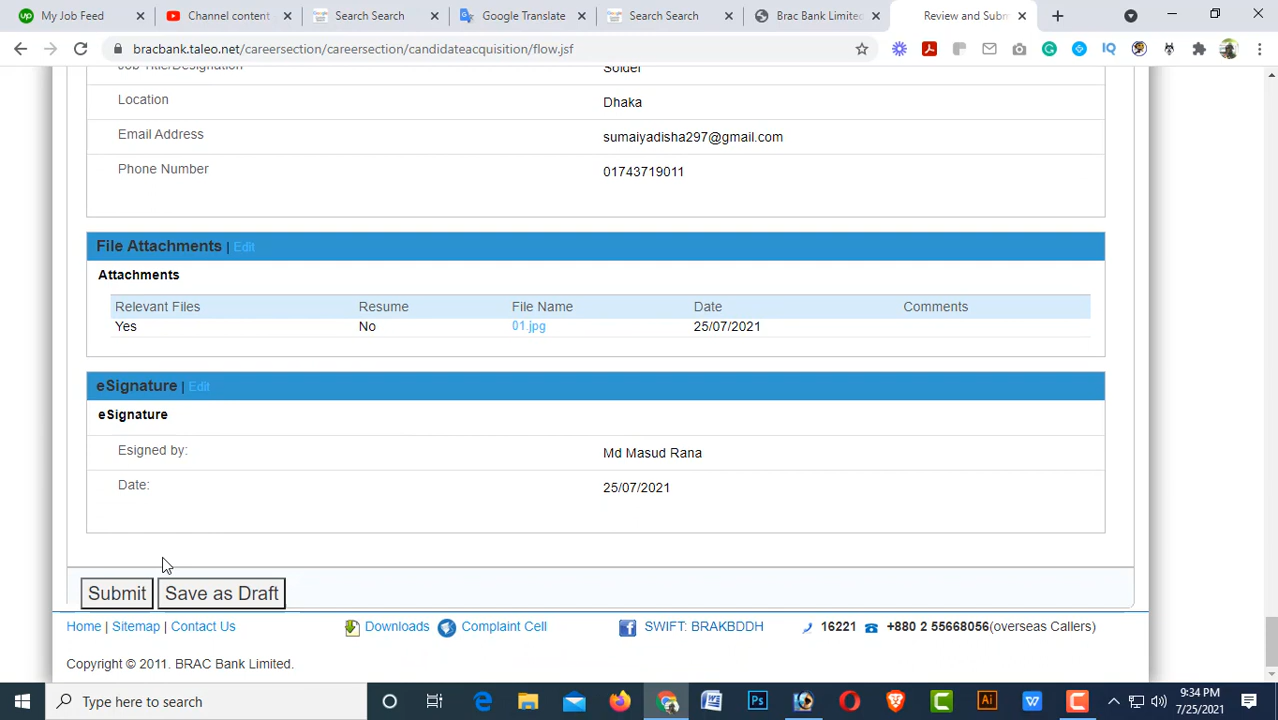 My Job Feed
Channel content
Search Search
Google Translate
Search Search
Brac Bank Limited
Review and Subm
bracbank.taleo.net/careersection/careersection/candidateacquisition/flow.jsf
Job Title/Designation Solder
Location Dhaka
Email Address sumaiyadisha297@gmail.com
Phone Number 01743719011
File Attachments | Edit
Attachments
Relevant Files Resume File Name Date Comments
Yes No 01.jpg 25/07/2021
eSignature | Edit
eSignature
Esigned by: Md Masud Rana
Date: 25/07/2021
Submit Save as Draft
Home | Sitemap | Contact Us Downloads Complaint Cell SWIFT: BRAKBDDH 16221 +880 2 55668056(overseas Callers)
Copyright © 2011. BRAC Bank Limited.
Type here to search
9:34 PM
7/25/2021